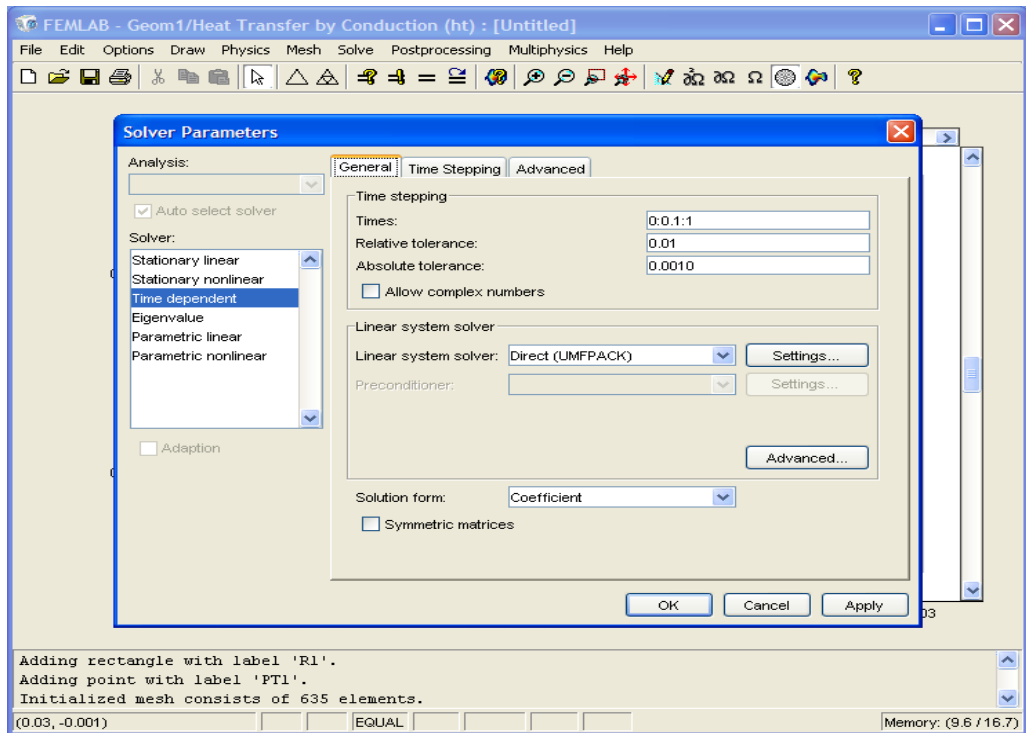 FEMLAB - Geom1/Heat Transfer by Conduction (ht) : [Untitled]
File Edit Options Draw Physics Mesh Solve Postprocessing Multiphysics Help
Solver Parameters
Analysis:
Auto select solver
Solver:
Stationary linear
Stationary nonlinear
Time dependent
Eigenvalue
Parametric linear
Parametric nonlinear
Adaption
General Time Stepping Advanced
Time stepping
Times: 0:0.1:1
Relative tolerance: 0.01
Absolute tolerance: 0.0010
Allow complex numbers
Linear system solver
Linear system solver: Direct (UMFPACK) Settings...
Preconditioner: Settings...
Advanced...
Solution form: Coefficient
Symmetric matrices
OK Cancel Apply
03
Adding rectangle with label 'R1'.
Adding point with label 'PT1'.
Initialized mesh consists of 635 elements.
(0.03, -0.001) EQUAL Memory: (9.6 / 16.7)